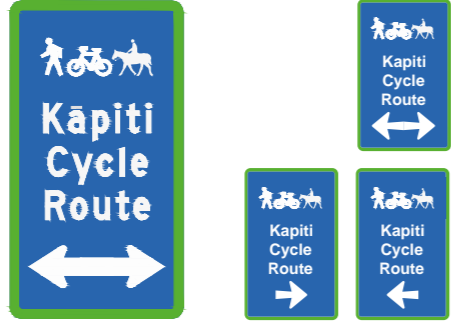 Kāpiti
Cycle
Route
Kapiti
Cycle
Route
Kapiti
Cycle
Route
Kapiti
Cycle
Route